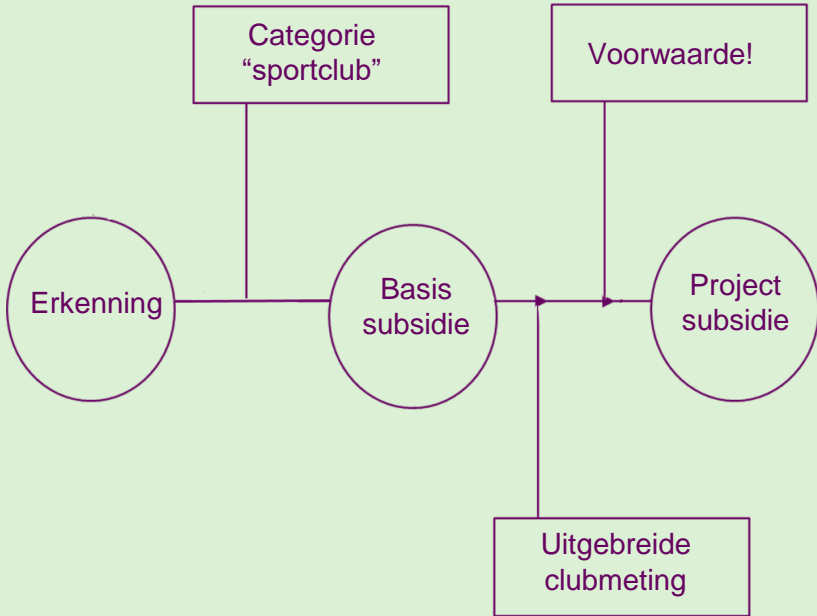 Categorie
“sportclub”
Voorwaarde!
Erkenning
Basis
subsidie
Project
subsidie
Uitgebreide
clubmeting